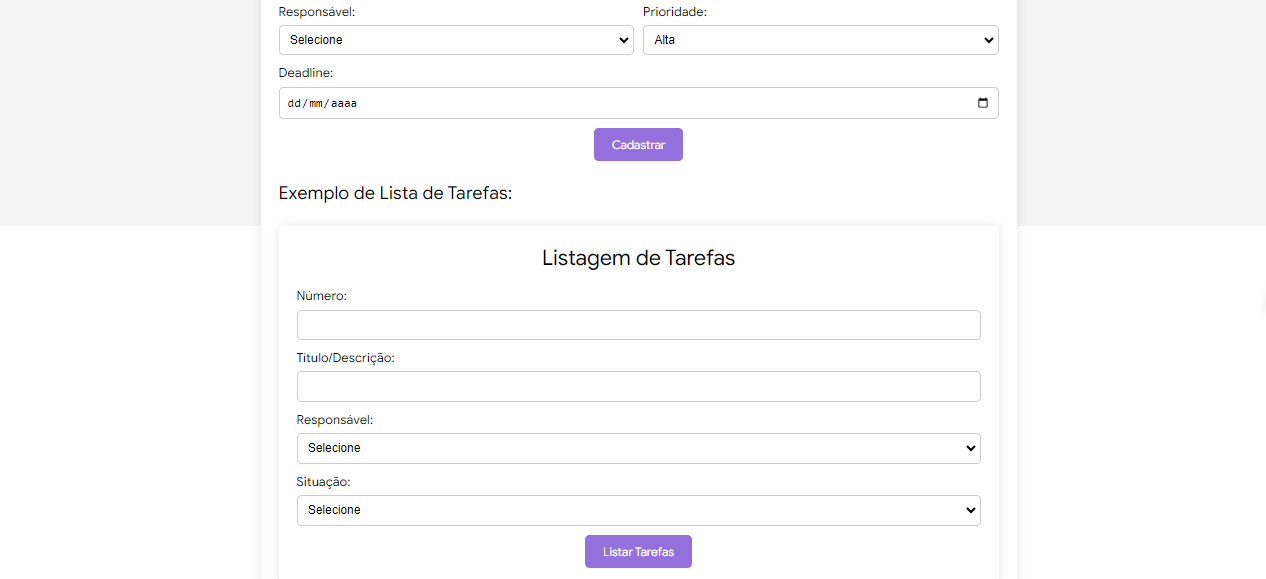 Responsável: Prioridade:
Selecione Alta
Deadline:
dd/mm/aaaa
Cadastrar
Exemplo de Lista de Tarefas:
Listagem de Tarefas
Número:
Título/Descrição:
Responsável:
Selecione
Situação:
Selecione
Listar Tarefas